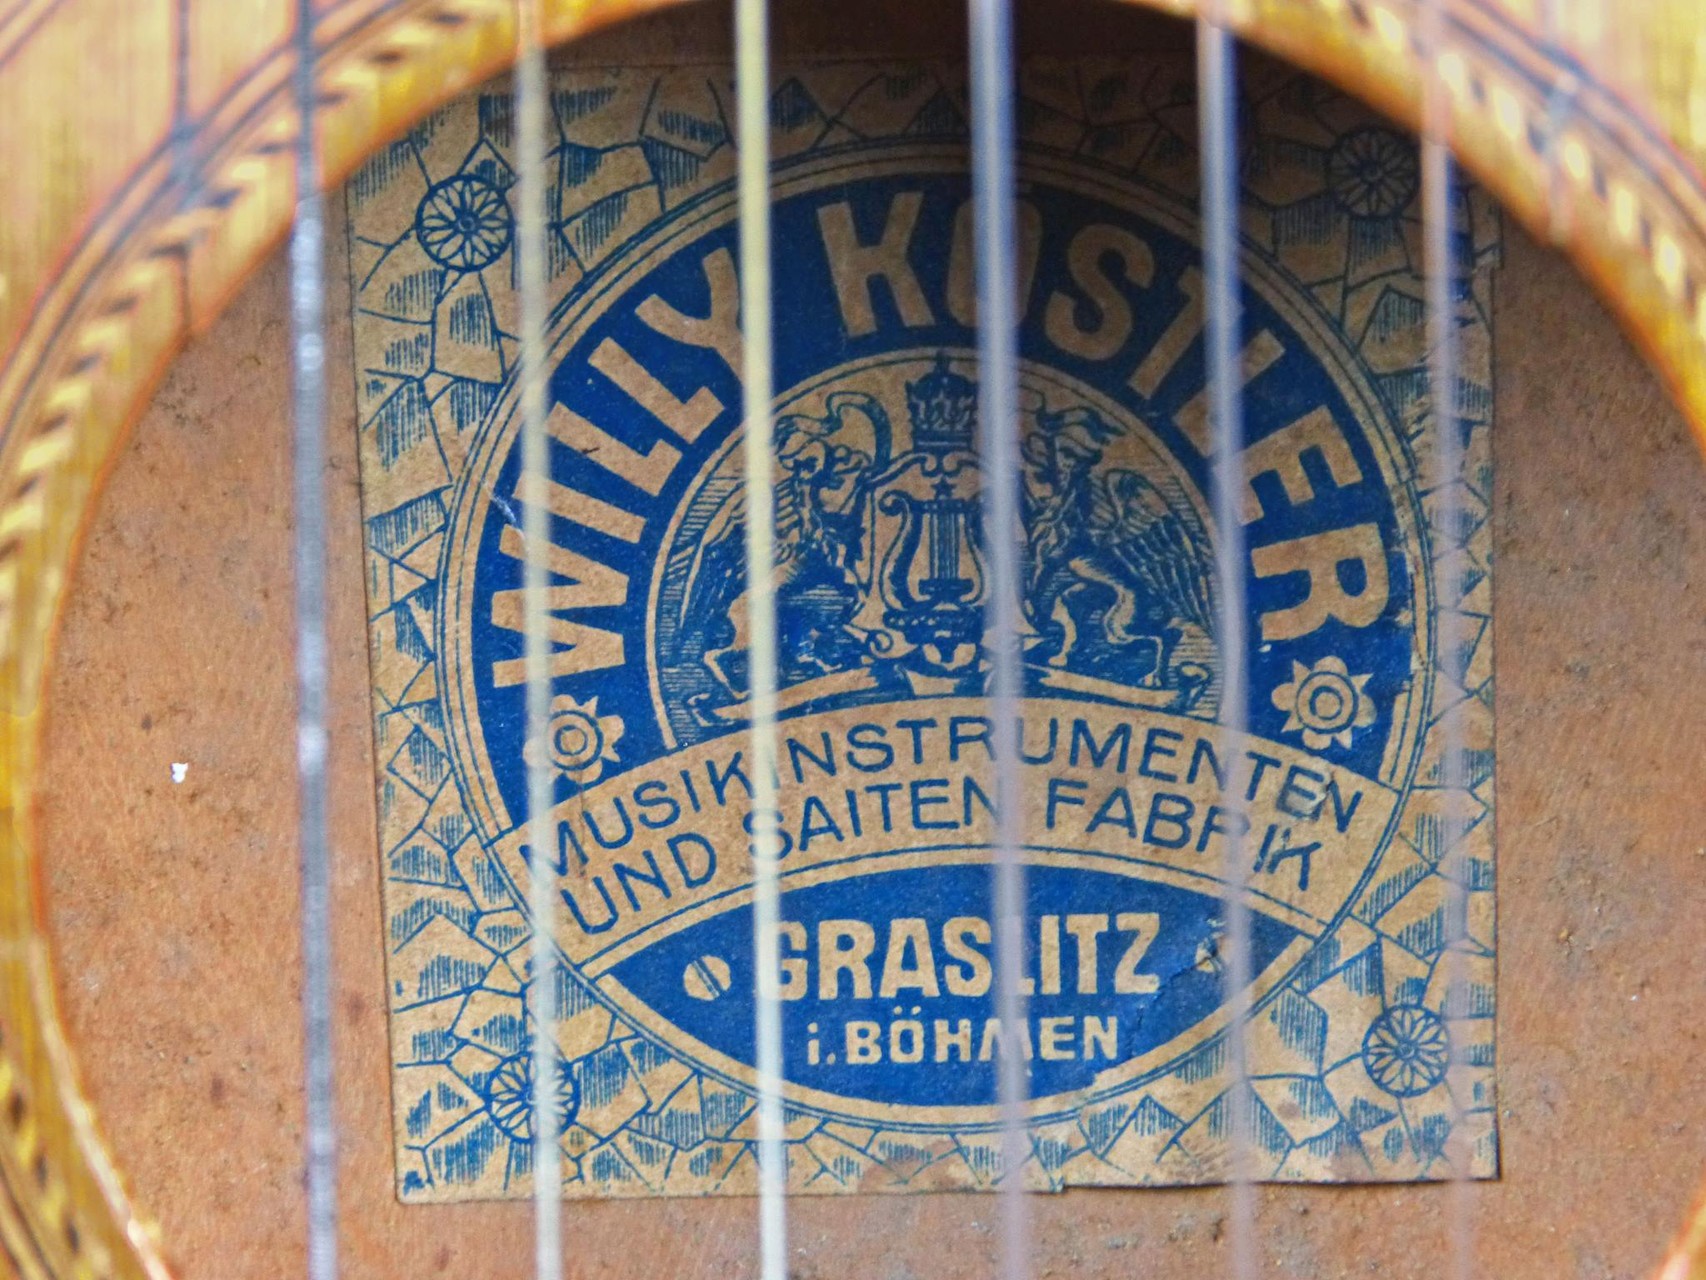 WILLY KÖSTLER
MUSIKINSTRUMENTEN
UND SAITEN FABRIK
GRASLITZ
i. BÖHMEN